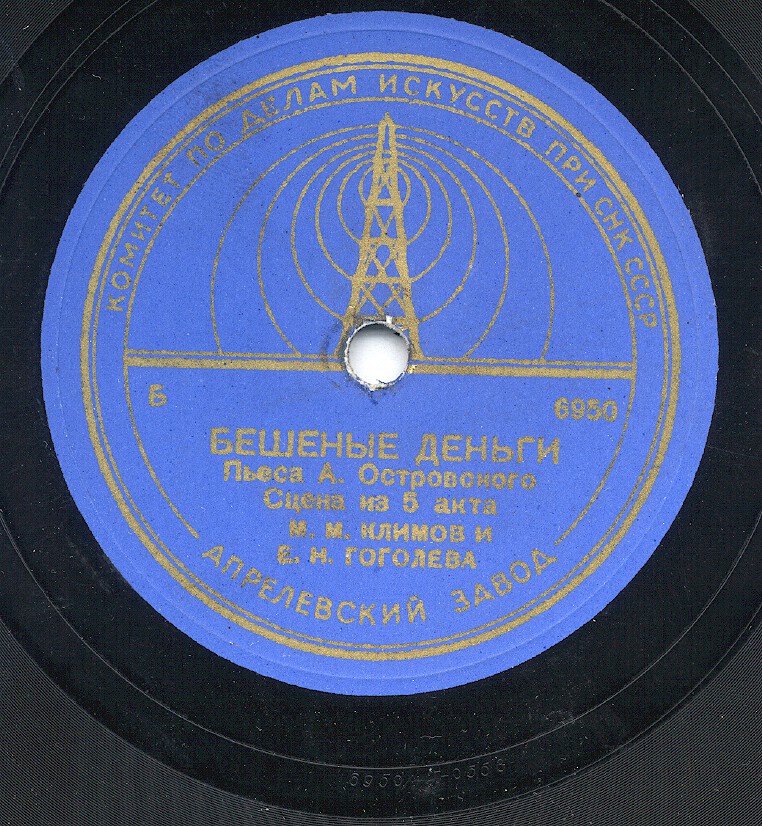 КОМИТЕТ ПО ДЕЛАМ ИСКУССТВ ПРИ СНК СССР
Б 6950
БЕШЕНЫЕ ДЕНЬГИ
Пьеса А. Островского
Сцена из 5 акта
М. М. КЛИМОВ И
Е. Н. ГОГОЛЕВА
АПРЕЛЕВСКИЙ ЗАВОД